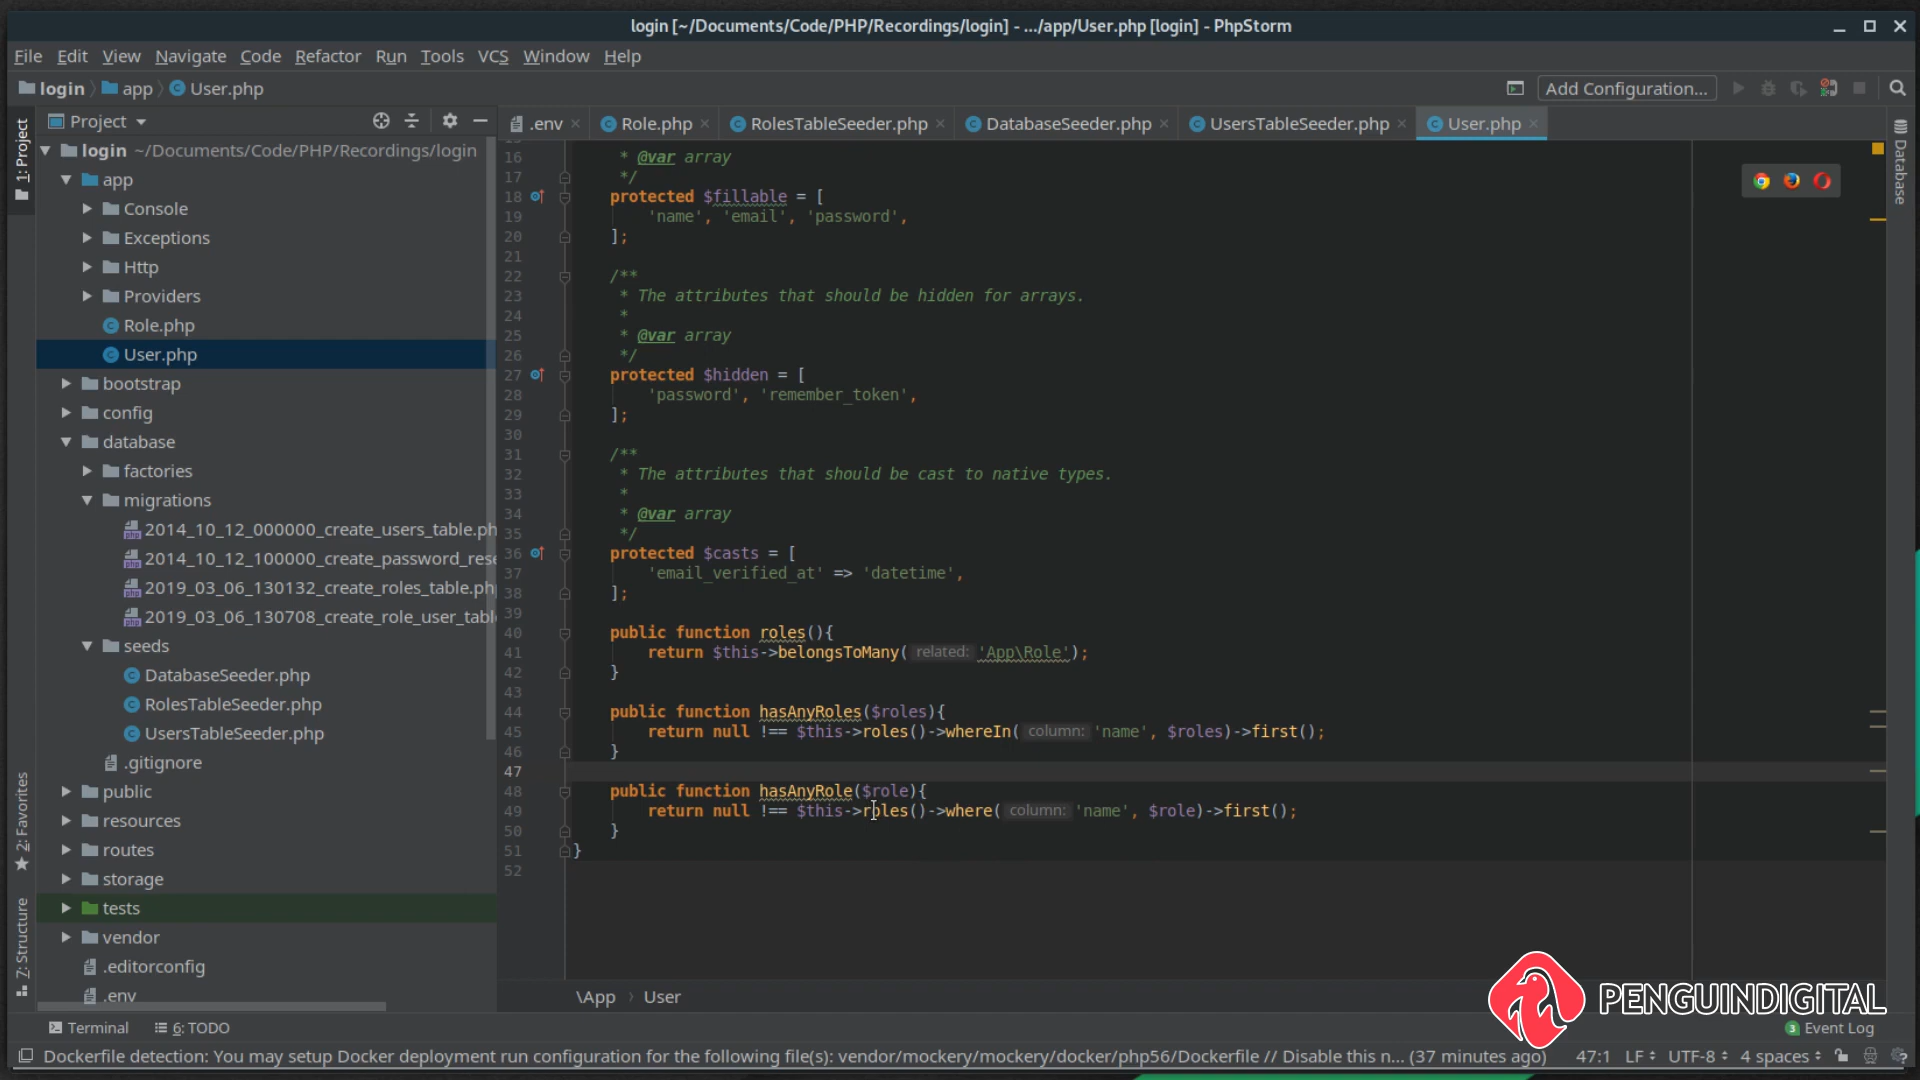 login [~/Documents/Code/PHP/Recordings/login] - .../app/User.php [login] - PhpStorm
File Edit View Navigate Code Refactor Run Tools VCS Window Help
login app User.php
Add Configuration...
1: Project
Project
.env
Role.php
RolesTableSeeder.php
DatabaseSeeder.php
UsersTableSeeder.php
User.php
Database
login ~/Documents/Code/PHP/Recordings/login
app
Console
Exceptions
Http
Providers
Role.php
User.php
bootstrap
config
database
factories
migrations
2014_10_12_000000_create_users_table.ph
2014_10_12_100000_create_password_rese
2019_03_06_130132_create_roles_table.ph
2019_03_06_130708_create_role_user_tabl
seeds
DatabaseSeeder.php
RolesTableSeeder.php
UsersTableSeeder.php
.gitignore
public
resources
routes
storage
tests
vendor
.editorconfig
.env
2: Favorites
7: Structure
16 * @var array
17 */
18 protected $fillable = [
19 'name', 'email', 'password',
20 ];
21
22 /**
23 * The attributes that should be hidden for arrays.
24 *
25 * @var array
26 */
27 protected $hidden = [
28 'password', 'remember_token',
29 ];
30
31 /**
32 * The attributes that should be cast to native types.
33 *
34 * @var array
35 */
36 protected $casts = [
37 'email_verified_at' => 'datetime',
38 ];
39
40 public function roles(){
41 return $this->belongsToMany( related: 'App\Role');
42 }
43
44 public function hasAnyRoles($roles){
45 return null !== $this->roles()->whereIn( column: 'name', $roles)->first();
46 }
47
48 public function hasAnyRole($role){
49 return null !== $this->roles()->where( column: 'name', $role)->first();
50 }
51 }
52
\App › User
PENGUINDIGITAL
Terminal
6: TODO
3 Event Log
Dockerfile detection: You may setup Docker deployment run configuration for the following file(s): vendor/mockery/mockery/docker/php56/Dockerfile // Disable this n... (37 minutes ago)
47:1 LF UTF-8 4 spaces